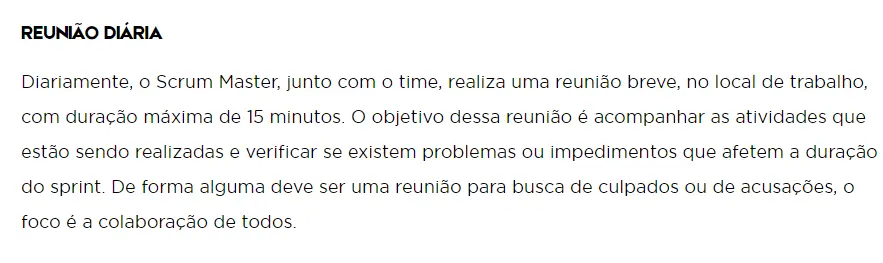 REUNIÃO DIÁRIA
Diariamente, o Scrum Master, junto com o time, realiza uma reunião breve, no local de trabalho,
com duração máxima de 15 minutos. O objetivo dessa reunião é acompanhar as atividades que
estão sendo realizadas e verificar se existem problemas ou impedimentos que afetem a duração
do sprint. De forma alguma deve ser uma reunião para busca de culpados ou de acusações, o
foco é a colaboração de todos.